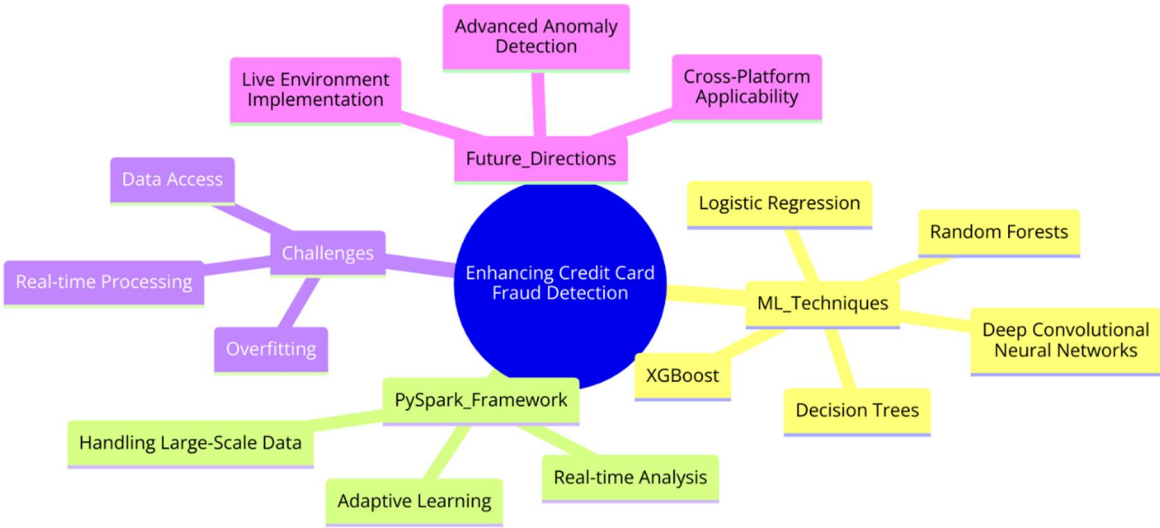 Advanced Anomaly
Detection
Live Environment
Implementation
Cross-Platform
Applicability
Future_Directions
Data Access
Challenges
Real-time Processing
Overfitting
Enhancing Credit Card
Fraud Detection
Logistic Regression
Random Forests
ML_Techniques
Deep Convolutional
Neural Networks
XGBoost
Decision Trees
PySpark_Framework
Handling Large-Scale Data
Adaptive Learning
Real-time Analysis